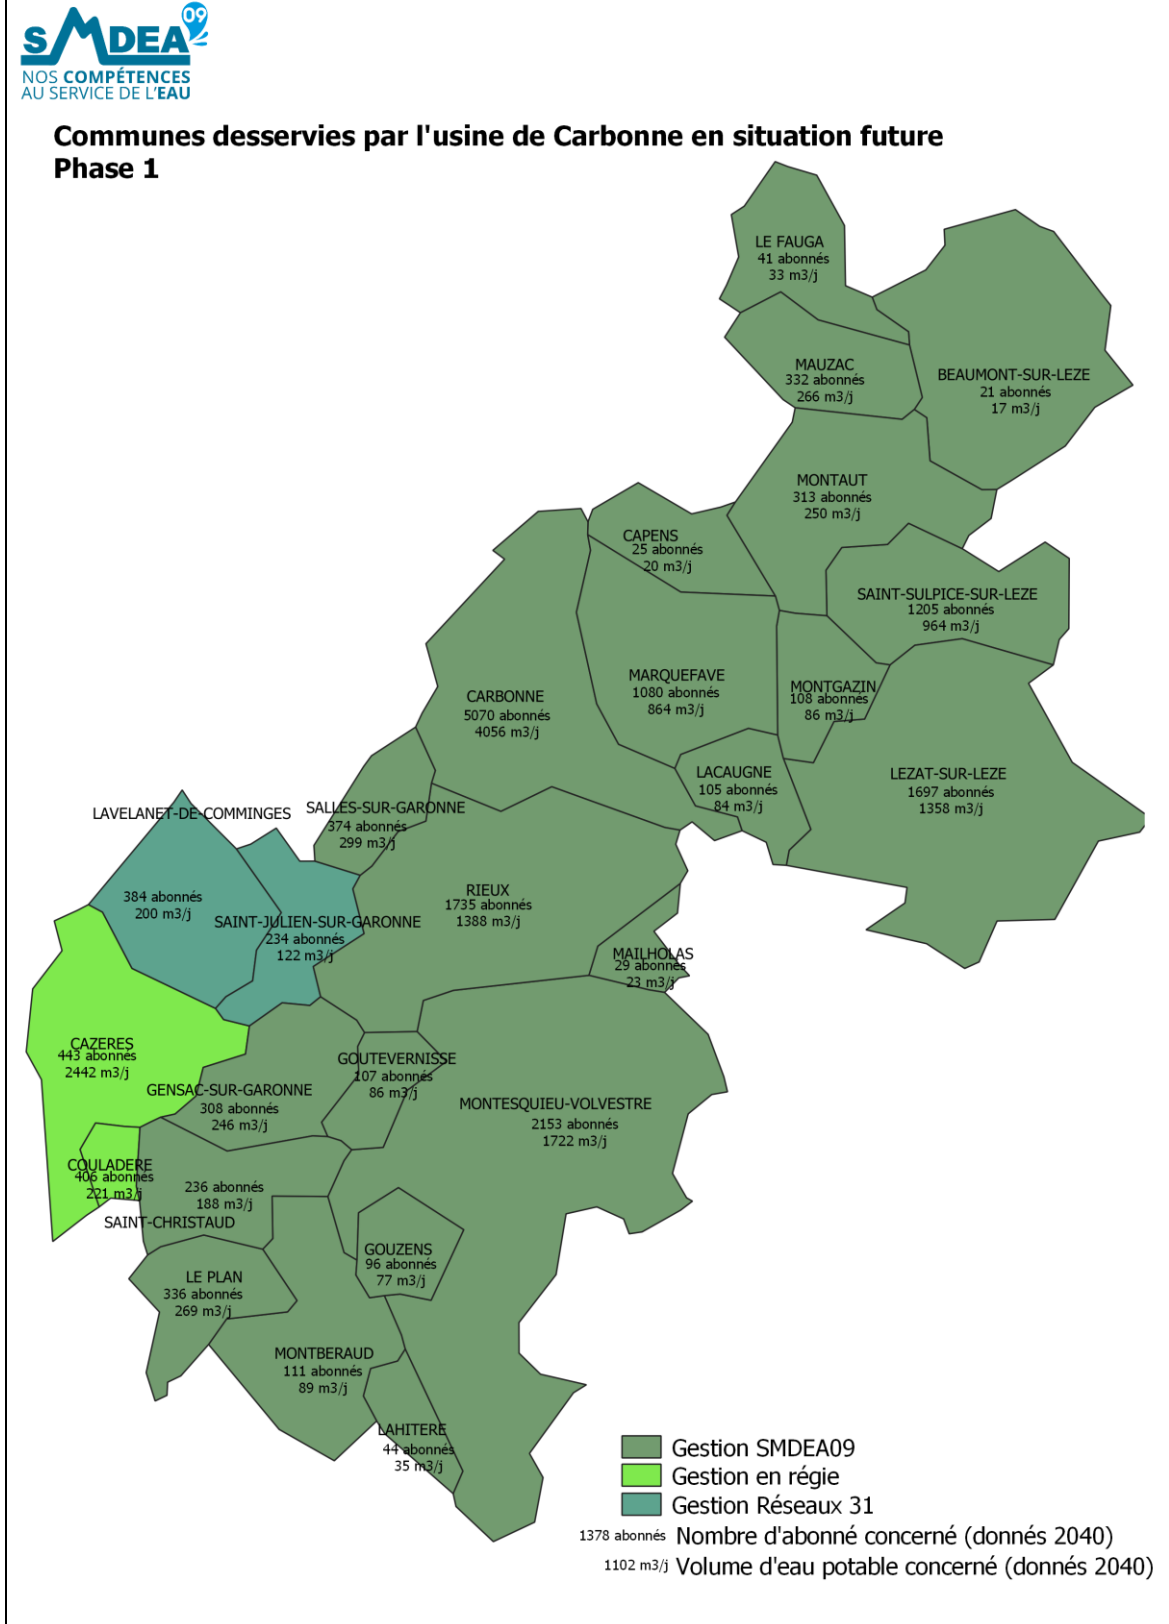 SMDEA09
NOS COMPÉTENCES
AU SERVICE DE L'EAU
Communes desservies par l'usine de Carbonne en situation future
Phase 1
LE FAUGA
41 abonnés
33 m3/j
MAUZAC
332 abonnés
266 m3/j
BEAUMONT-SUR-LEZE
21 abonnés
17 m3/j
MONTAUT
313 abonnés
250 m3/j
CAPENS
25 abonnés
20 m3/j
SAINT-SULPICE-SUR-LEZE
1205 abonnés
964 m3/j
MARQUEFAVE
1080 abonnés
864 m3/j
MONTGAZIN
108 abonnés
86 m3/j
CARBONNE
5070 abonnés
4056 m3/j
LACAUGNE
105 abonnés
84 m3/j
LEZAT-SUR-LEZE
1697 abonnés
1358 m3/j
SALLES-SUR-GARONNE
374 abonnés
299 m3/j
LAVELANET-DE-COMMINGES
384 abonnés
200 m3/j
SAINT-JULIEN-SUR-GARONNE
234 abonnés
122 m3/j
RIEUX
1735 abonnés
1388 m3/j
MAILHOLAS
29 abonnés
23 m3/j
CAZERES
443 abonnés
2442 m3/j
GENSAC-SUR-GARONNE
308 abonnés
246 m3/j
GOUTEVERNISSE
107 abonnés
86 m3/j
MONTESQUIEU-VOLVESTRE
2153 abonnés
1722 m3/j
COULADERE
406 abonnés
221 m3/j
236 abonnés
188 m3/j
SAINT-CHRISTAUD
GOUZENS
96 abonnés
77 m3/j
LE PLAN
336 abonnés
269 m3/j
MONTBERAUD
111 abonnés
89 m3/j
LAHITERE
44 abonnés
35 m3/j
Gestion SMDEA09
Gestion en régie
Gestion Réseaux 31
1378 abonnés Nombre d'abonné concerné (donnés 2040)
1102 m3/j Volume d'eau potable concerné (donnés 2040)